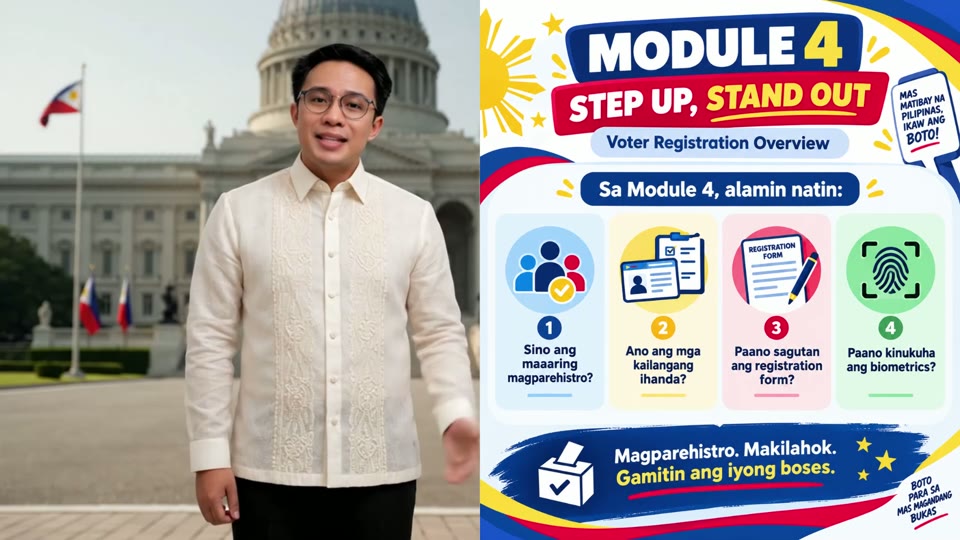 MODULE 4
STEP UP, STAND OUT
Voter Registration Overview
MAS
MATIBAY NA
PILIPINAS,
IKAW ANG
BOTO!
Sa Module 4, alamin natin:
REGISTRATION
FORM
1
Sino ang
maaaring
magparehistro?
2
Ano ang mga
kailangang
ihanda?
3
Paano sagutan
ang registration
form?
4
Paano kinukuha
ang biometrics?
Magparehistro. Makilahok.
Gamitin ang iyong boses.
BOTO
PARA SA
MAS MAGANDANG
BUKAS